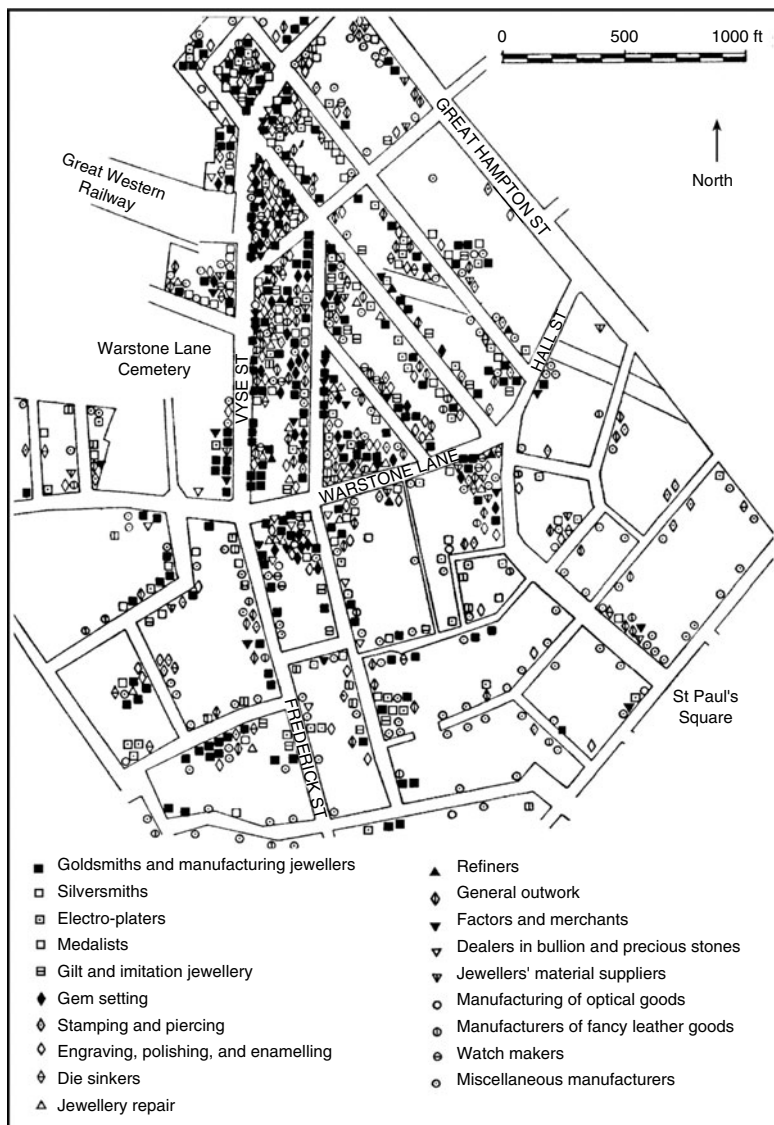 0 500 1000 ft
GREAT HAMPTON ST
North
Great Western
Railway
HALL ST
Warstone Lane
Cemetery
VYSE ST
WARSTONE LANE
St Paul's
Square
FREDERICK ST
Goldsmiths and manufacturing jewellers
Silversmiths
Electro-platers
Medalists
Gilt and imitation jewellery
Gem setting
Stamping and piercing
Engraving, polishing, and enamelling
Die sinkers
Jewellery repair
Refiners
General outwork
Factors and merchants
Dealers in bullion and precious stones
Jewellers' material suppliers
Manufacturing of optical goods
Manufacturers of fancy leather goods
Watch makers
Miscellaneous manufacturers